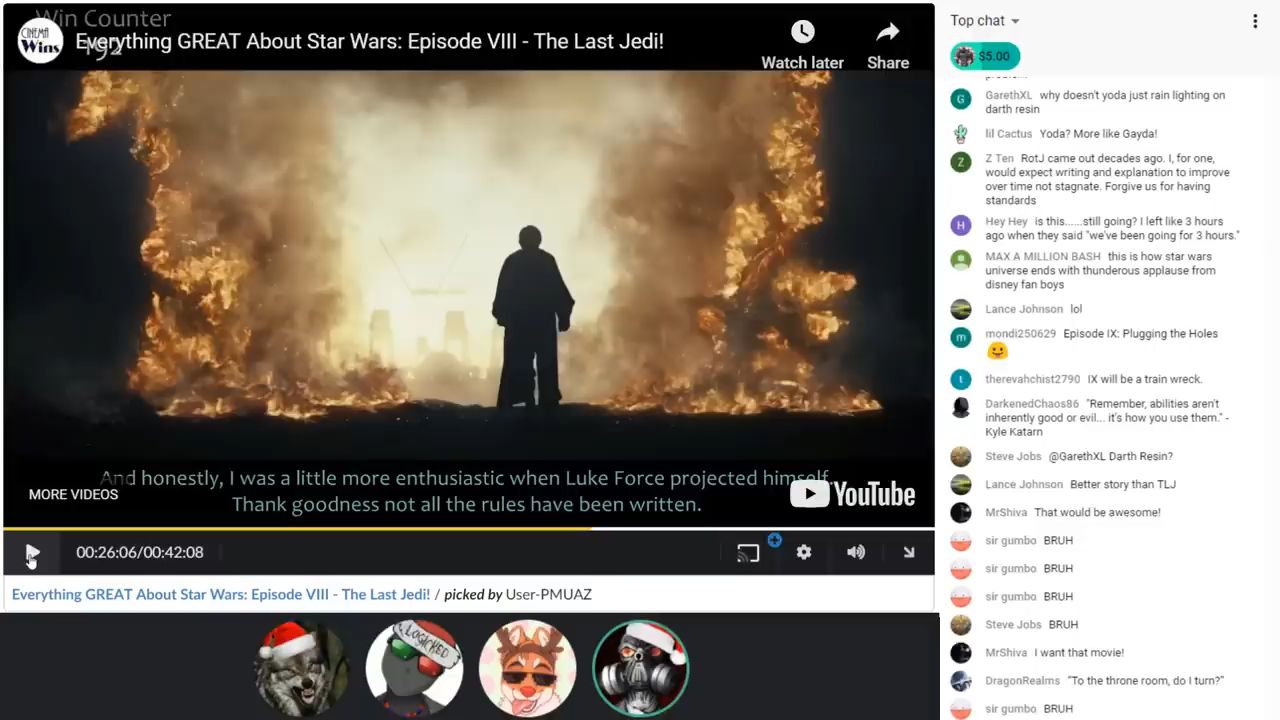 Win Counter
192
CINEMA
Wins
Everything GREAT About Star Wars: Episode VIII - The Last Jedi!
Watch later
Share
And honestly, I was a little more enthusiastic when Luke Force projected himself.
Thank goodness not all the rules have been written.
MORE VIDEOS
YouTube
00:26:06/00:42:08
Everything GREAT About Star Wars: Episode VIII - The Last Jedi! / picked by User-PMUAZ
LOGICKED
Top chat
$5.00
G
GarethXL why doesn't yoda just rain lighting on
darth resin
lil Cactus Yoda? More like Gayda!
Z
Z Ten RotJ came out decades ago. I, for one,
would expect writing and explanation to improve
over time not stagnate. Forgive us for having
standards
H
Hey Hey is this......still going? I left like 3 hours
ago when they said "we've been going for 3 hours."
MAX A MILLION BASH this is how star wars
universe ends with thunderous applause from
disney fan boys
Lance Johnson lol
m
mondi250629 Episode IX: Plugging the Holes
😀
t
therevahchist2790 IX will be a train wreck.
DarkenedChaos86 "Remember, abilities aren't
inherently good or evil... it's how you use them." -
Kyle Katarn
Steve Jobs @GarethXL Darth Resin?
Lance Johnson Better story than TLJ
MrShiva That would be awesome!
sir gumbo BRUH
sir gumbo BRUH
sir gumbo BRUH
Steve Jobs BRUH
MrShiva I want that movie!
DragonRealms "To the throne room, do I turn?"
sir gumbo BRUH